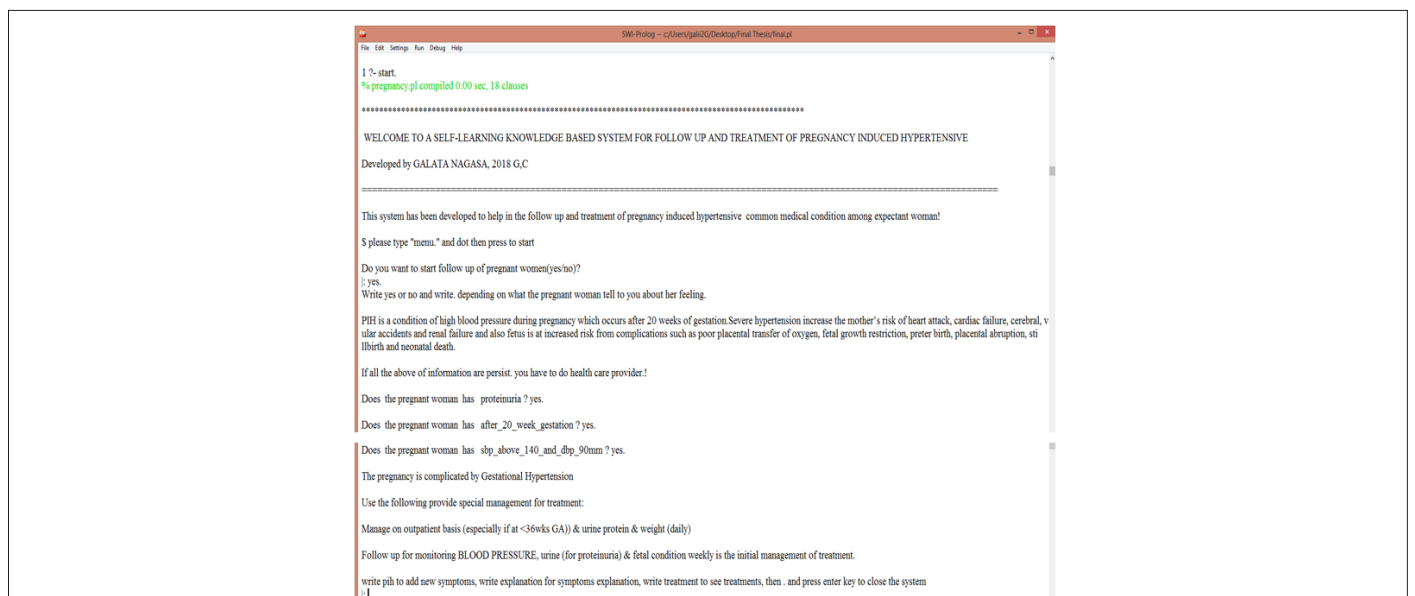 SWI-Prolog -- c:/Users/galii2G/Desktop/Final Thesis/final.pl
File Edit Settings Run Debug Help
1 ?- start.
% pregnancy.pl compiled 0.00 sec, 18 clauses
*****************************************************************************************************
WELCOME TO A SELF-LEARNING KNOWLEDGE BASED SYSTEM FOR FOLLOW UP AND TREATMENT OF PREGNANCY INDUCED HYPERTENSIVE
Developed by GALATA NAGASA, 2018 G,C
=========================================================================================================================
This system has been developed to help in the follow up and treatment of pregnancy induced hypertensive common medical condition among expectant woman!
$ please type "menu." and dot then press to start
Do you want to start follow up of pregnant women(yes/no)?
|: yes.
Write yes or no and write. depending on what the pregnant woman tell to you about her feeling.
PIH is a condition of high blood pressure during pregnancy which occurs after 20 weeks of gestation.Severe hypertension increase the mother's risk of heart attack, cardiac failure, cerebral, v
ular accidents and renal failure and also fetus is at increased risk from complications such as poor placental transfer of oxygen, fetal growth restriction, preter birth, placental abruption, sti
llbirth and neonatal death.
If all the above of information are persist. you have to do health care provider.!
Does the pregnant woman has proteinuria ? yes.
Does the pregnant woman has after_20_week_gestation ? yes.
Does the pregnant woman has sbp_above_140_and_dbp_90mm ? yes.
The pregnancy is complicated by Gestational Hypertension
Use the following provide special management for treatment:
Manage on outpatient basis (especially if at <36wks GA)) & urine protein & weight (daily)
Follow up for monitoring BLOOD PRESSURE, urine (for proteinuria) & fetal condition weekly is the initial management of treatment.
write pih to add new symptoms, write explanation for symptoms explanation, write treatment to see treatments, then . and press enter key to close the system
|: